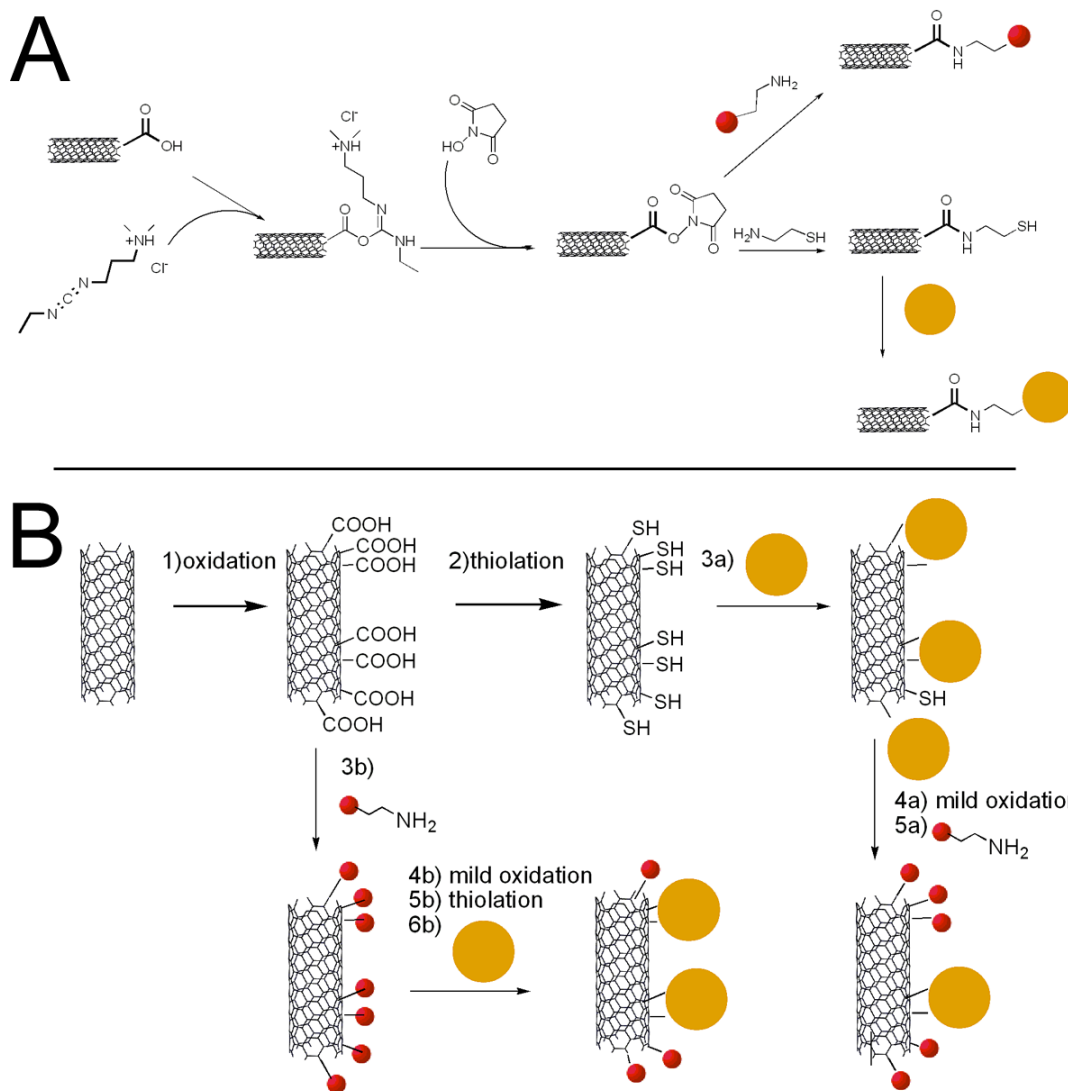 A
O
OH
NH
+
Cl-
N
C
N
Cl-
NH
+
N
O
O
HN
O
N
HO
O
O
O
N
O
O
NH2
H2N
SH
O
N
H
O
N
H
SH
O
N
H
B
1)oxidation
COOH
COOH
COOH
COOH
COOH
COOH
COOH
2)thiolation
SH
SH
SH
SH
SH
SH
SH
3a)
SH
3b)
NH2
4a) mild oxidation
5a)
NH2
4b) mild oxidation
5b) thiolation
6b)